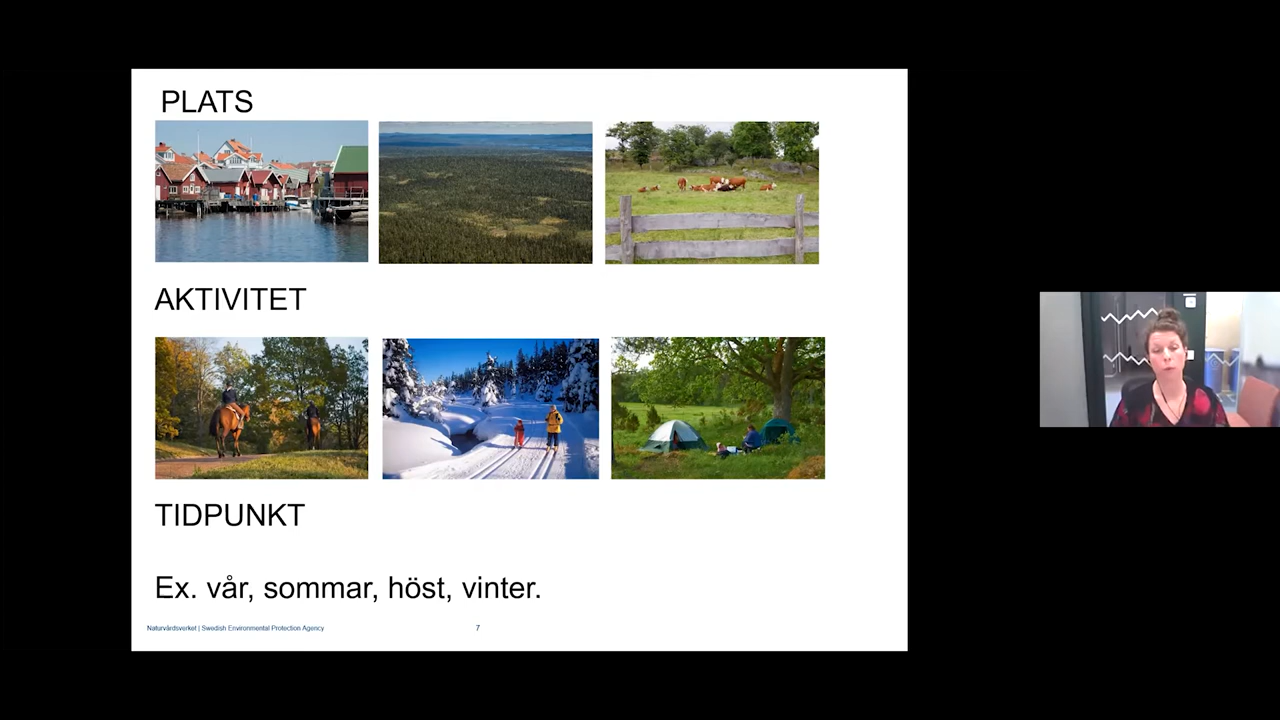 PLATS
AKTIVITET
TIDPUNKT
Ex. vår, sommar, höst, vinter.
Naturvårdsverket | Swedish Environmental Protection Agency
7